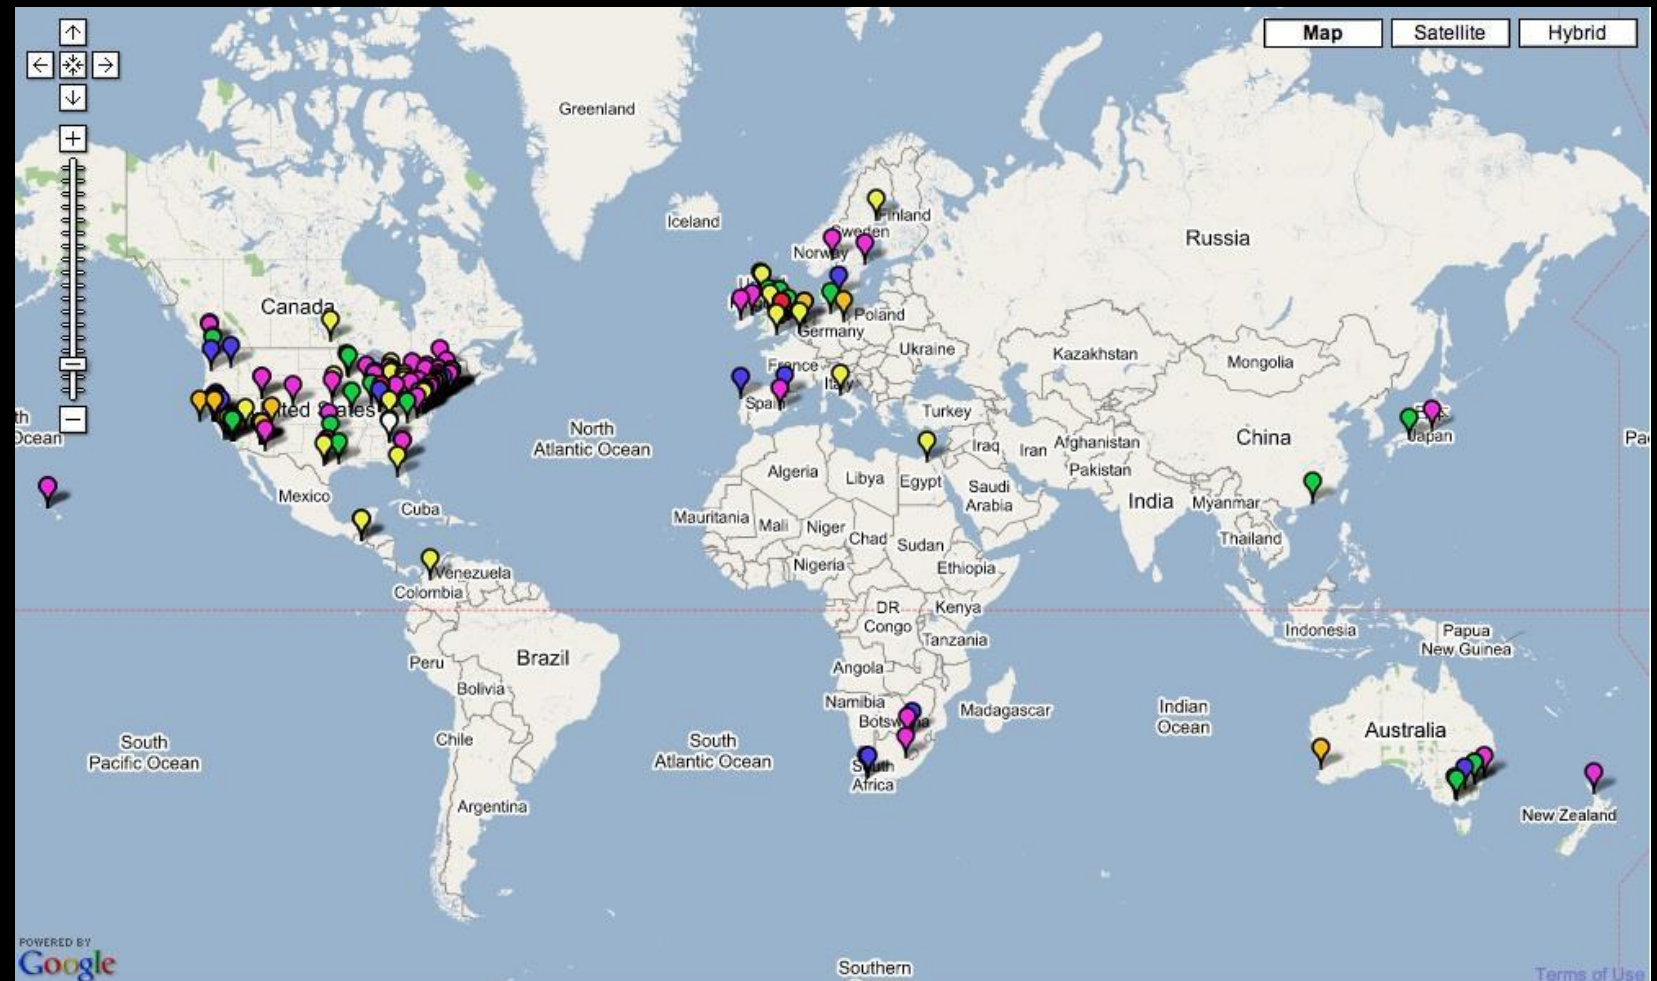 Map
Satellite
Hybrid
Greenland
Iceland
Finland
Sweden
Norway
Russia
Canada
Poland
Germany
Ukraine
France
Kazakhstan
Mongolia
Italy
Spain
Turkey
United States
North
Atlantic Ocean
Iraq
Iran
Afghanistan
Pakistan
China
Japan
Algeria
Libya
Egypt
Saudi
Arabia
India
Myanmar
Thailand
Mexico
Cuba
Mauritania
Mali
Niger
Chad
Sudan
Nigeria
Ethiopia
Venezuela
Colombia
DR
Congo
Kenya
Tanzania
Indonesia
Papua
New Guinea
Peru
Brazil
Bolivia
Angola
Namibia
Botswana
Madagascar
Indian
Ocean
Australia
South
Pacific Ocean
Chile
South
Atlantic Ocean
South
Africa
Argentina
New Zealand
POWERED BY
Google
Southern
Terms of Use